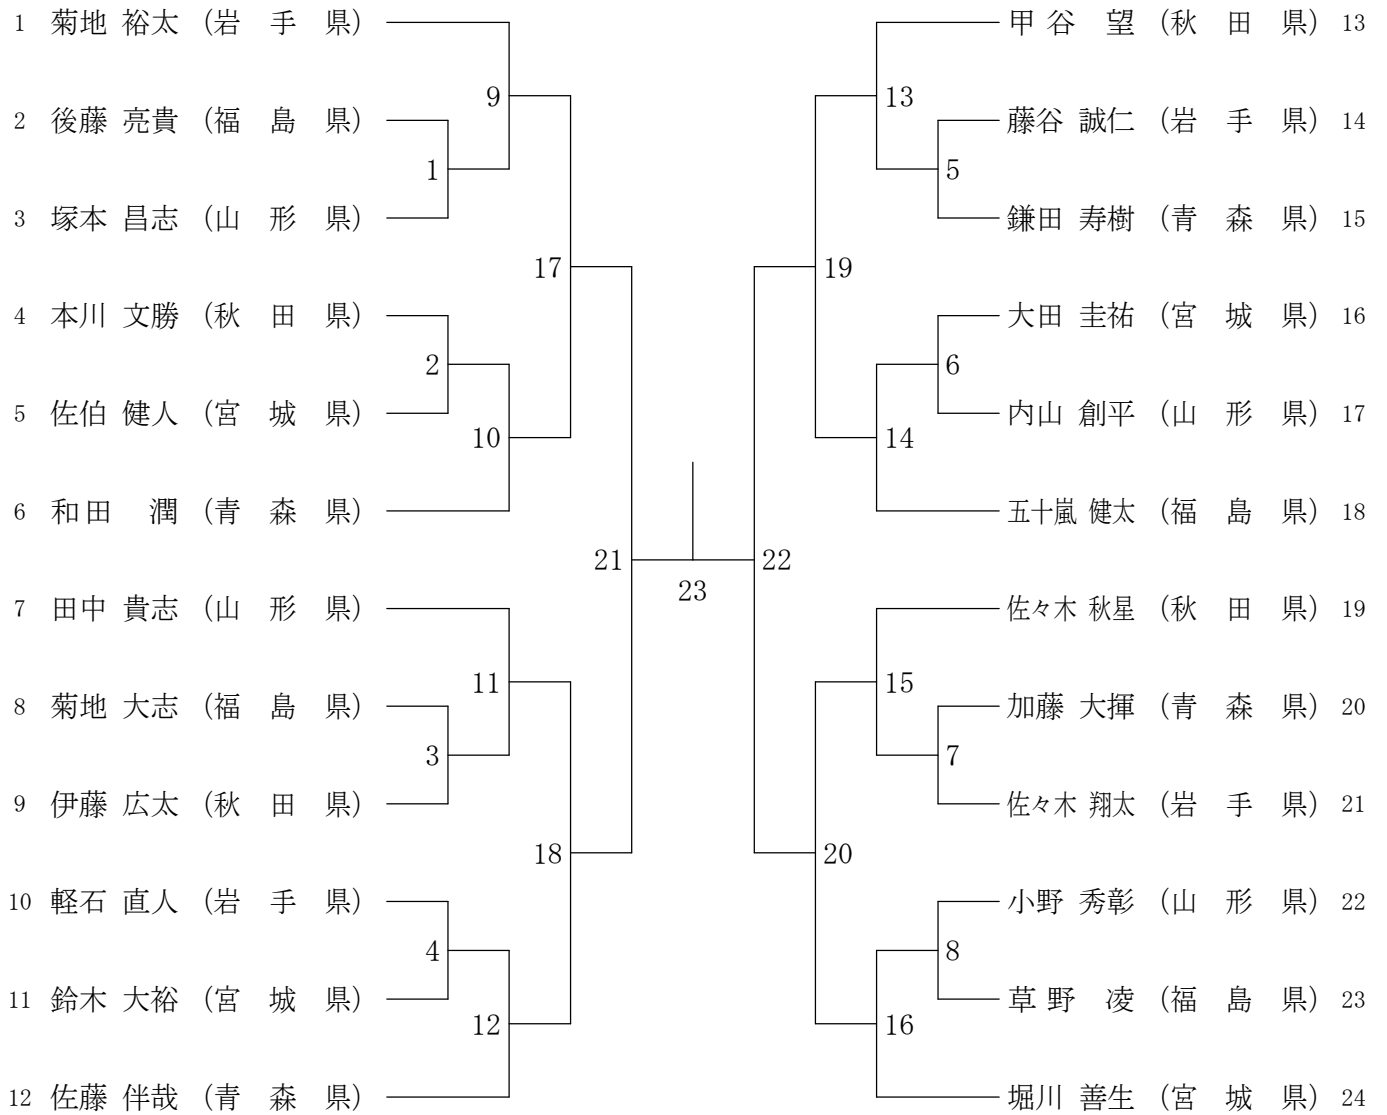 1 菊地 裕太 (岩 手 県)
2 後藤 亮貴 (福 島 県)
3 塚本 昌志 (山 形 県)
4 本川 文勝 (秋 田 県)
5 佐伯 健人 (宮 城 県)
6 和田 潤 (青 森 県)
7 田中 貴志 (山 形 県)
8 菊地 大志 (福 島 県)
9 伊藤 広太 (秋 田 県)
10 軽石 直人 (岩 手 県)
11 鈴木 大裕 (宮 城 県)
12 佐藤 伴哉 (青 森 県)
1
2
3
4
9
10
11
12
17
18
21
23
22
19
20
13
14
15
16
5
6
7
8
甲谷 望 (秋 田 県) 13
藤谷 誠仁 (岩 手 県) 14
鎌田 寿樹 (青 森 県) 15
大田 圭祐 (宮 城 県) 16
内山 創平 (山 形 県) 17
五十嵐 健太 (福 島 県) 18
佐々木 秋星 (秋 田 県) 19
加藤 大揮 (青 森 県) 20
佐々木 翔太 (岩 手 県) 21
小野 秀彰 (山 形 県) 22
草野 凌 (福 島 県) 23
堀川 善生 (宮 城 県) 24